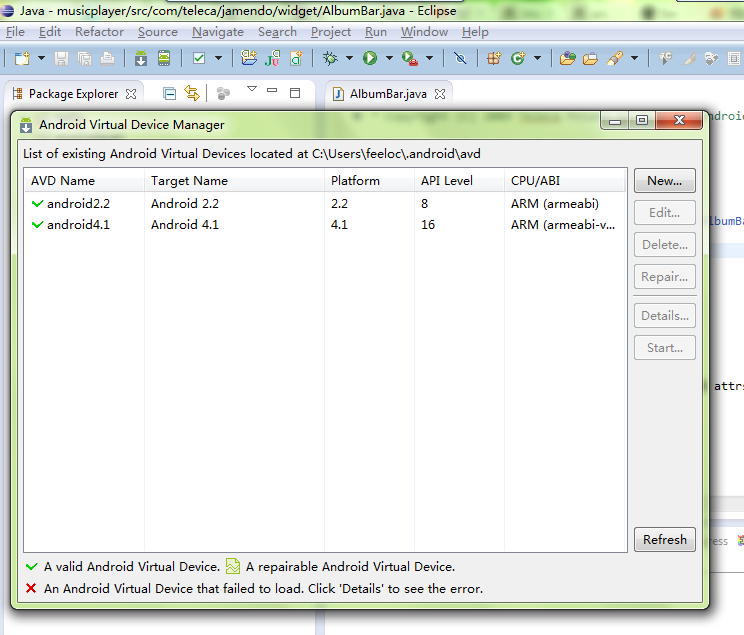 Java - musicplayer/src/com/teleca/jamendo/widget/AlbumBar.java - Eclipse
File Edit Refactor Source Navigate Search Project Run Window Help
Package Explorer
AlbumBar.java
Android Virtual Device Manager
List of existing Android Virtual Devices located at C:\Users\feeloc\.android\avd
AVD Name Target Name Platform API Level CPU/ABI
android2.2 Android 2.2 2.2 8 ARM (armeabi)
android4.1 Android 4.1 4.1 16 ARM (armeabi-v...
New...
Edit...
Delete...
Repair...
Details...
Start...
attrs
Refresh
A valid Android Virtual Device. A repairable Android Virtual Device.
An Android Virtual Device that failed to load. Click 'Details' to see the error.